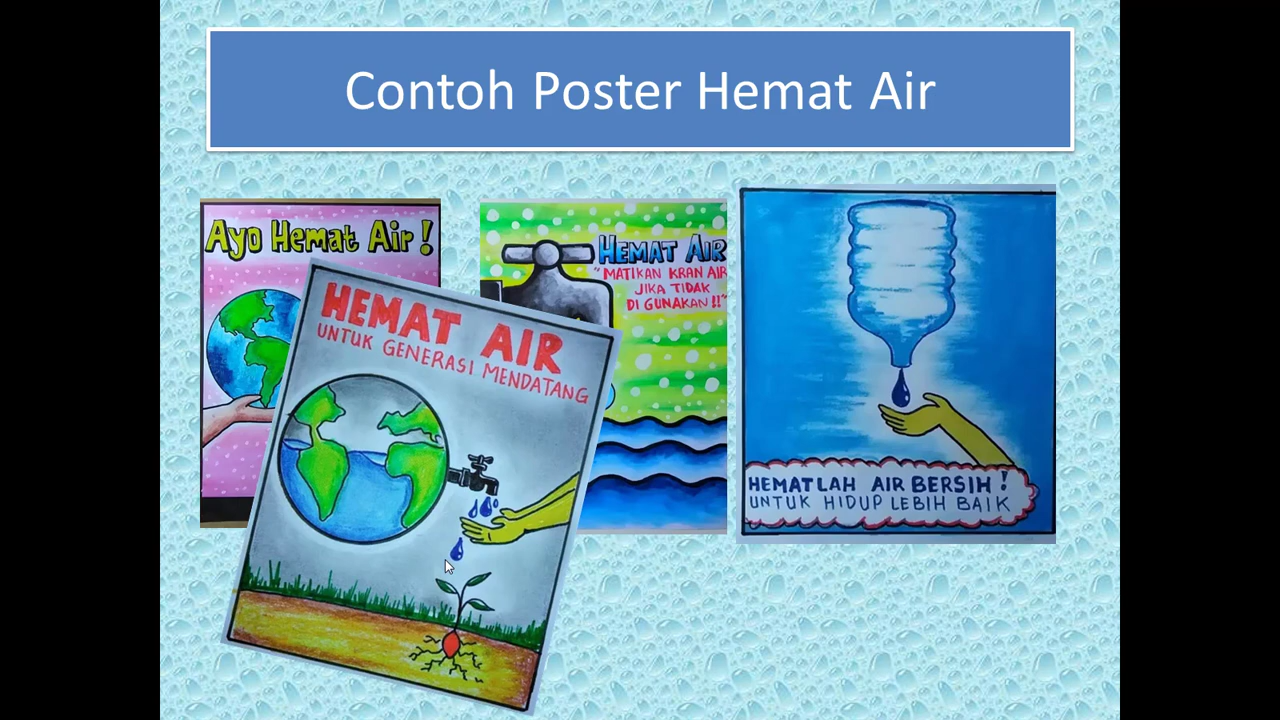 Contoh Poster Hemat Air
Ayo Hemat Air !
HEMAT AIR
UNTUK GENERASI MENDATANG
HEMAT AIR
"MATIKAN KRAN AIR
JIKA TIDAK
DI GUNAKAN!!"
HEMATLAH AIR BERSIH !
UNTUK HIDUP LEBIH BAIK